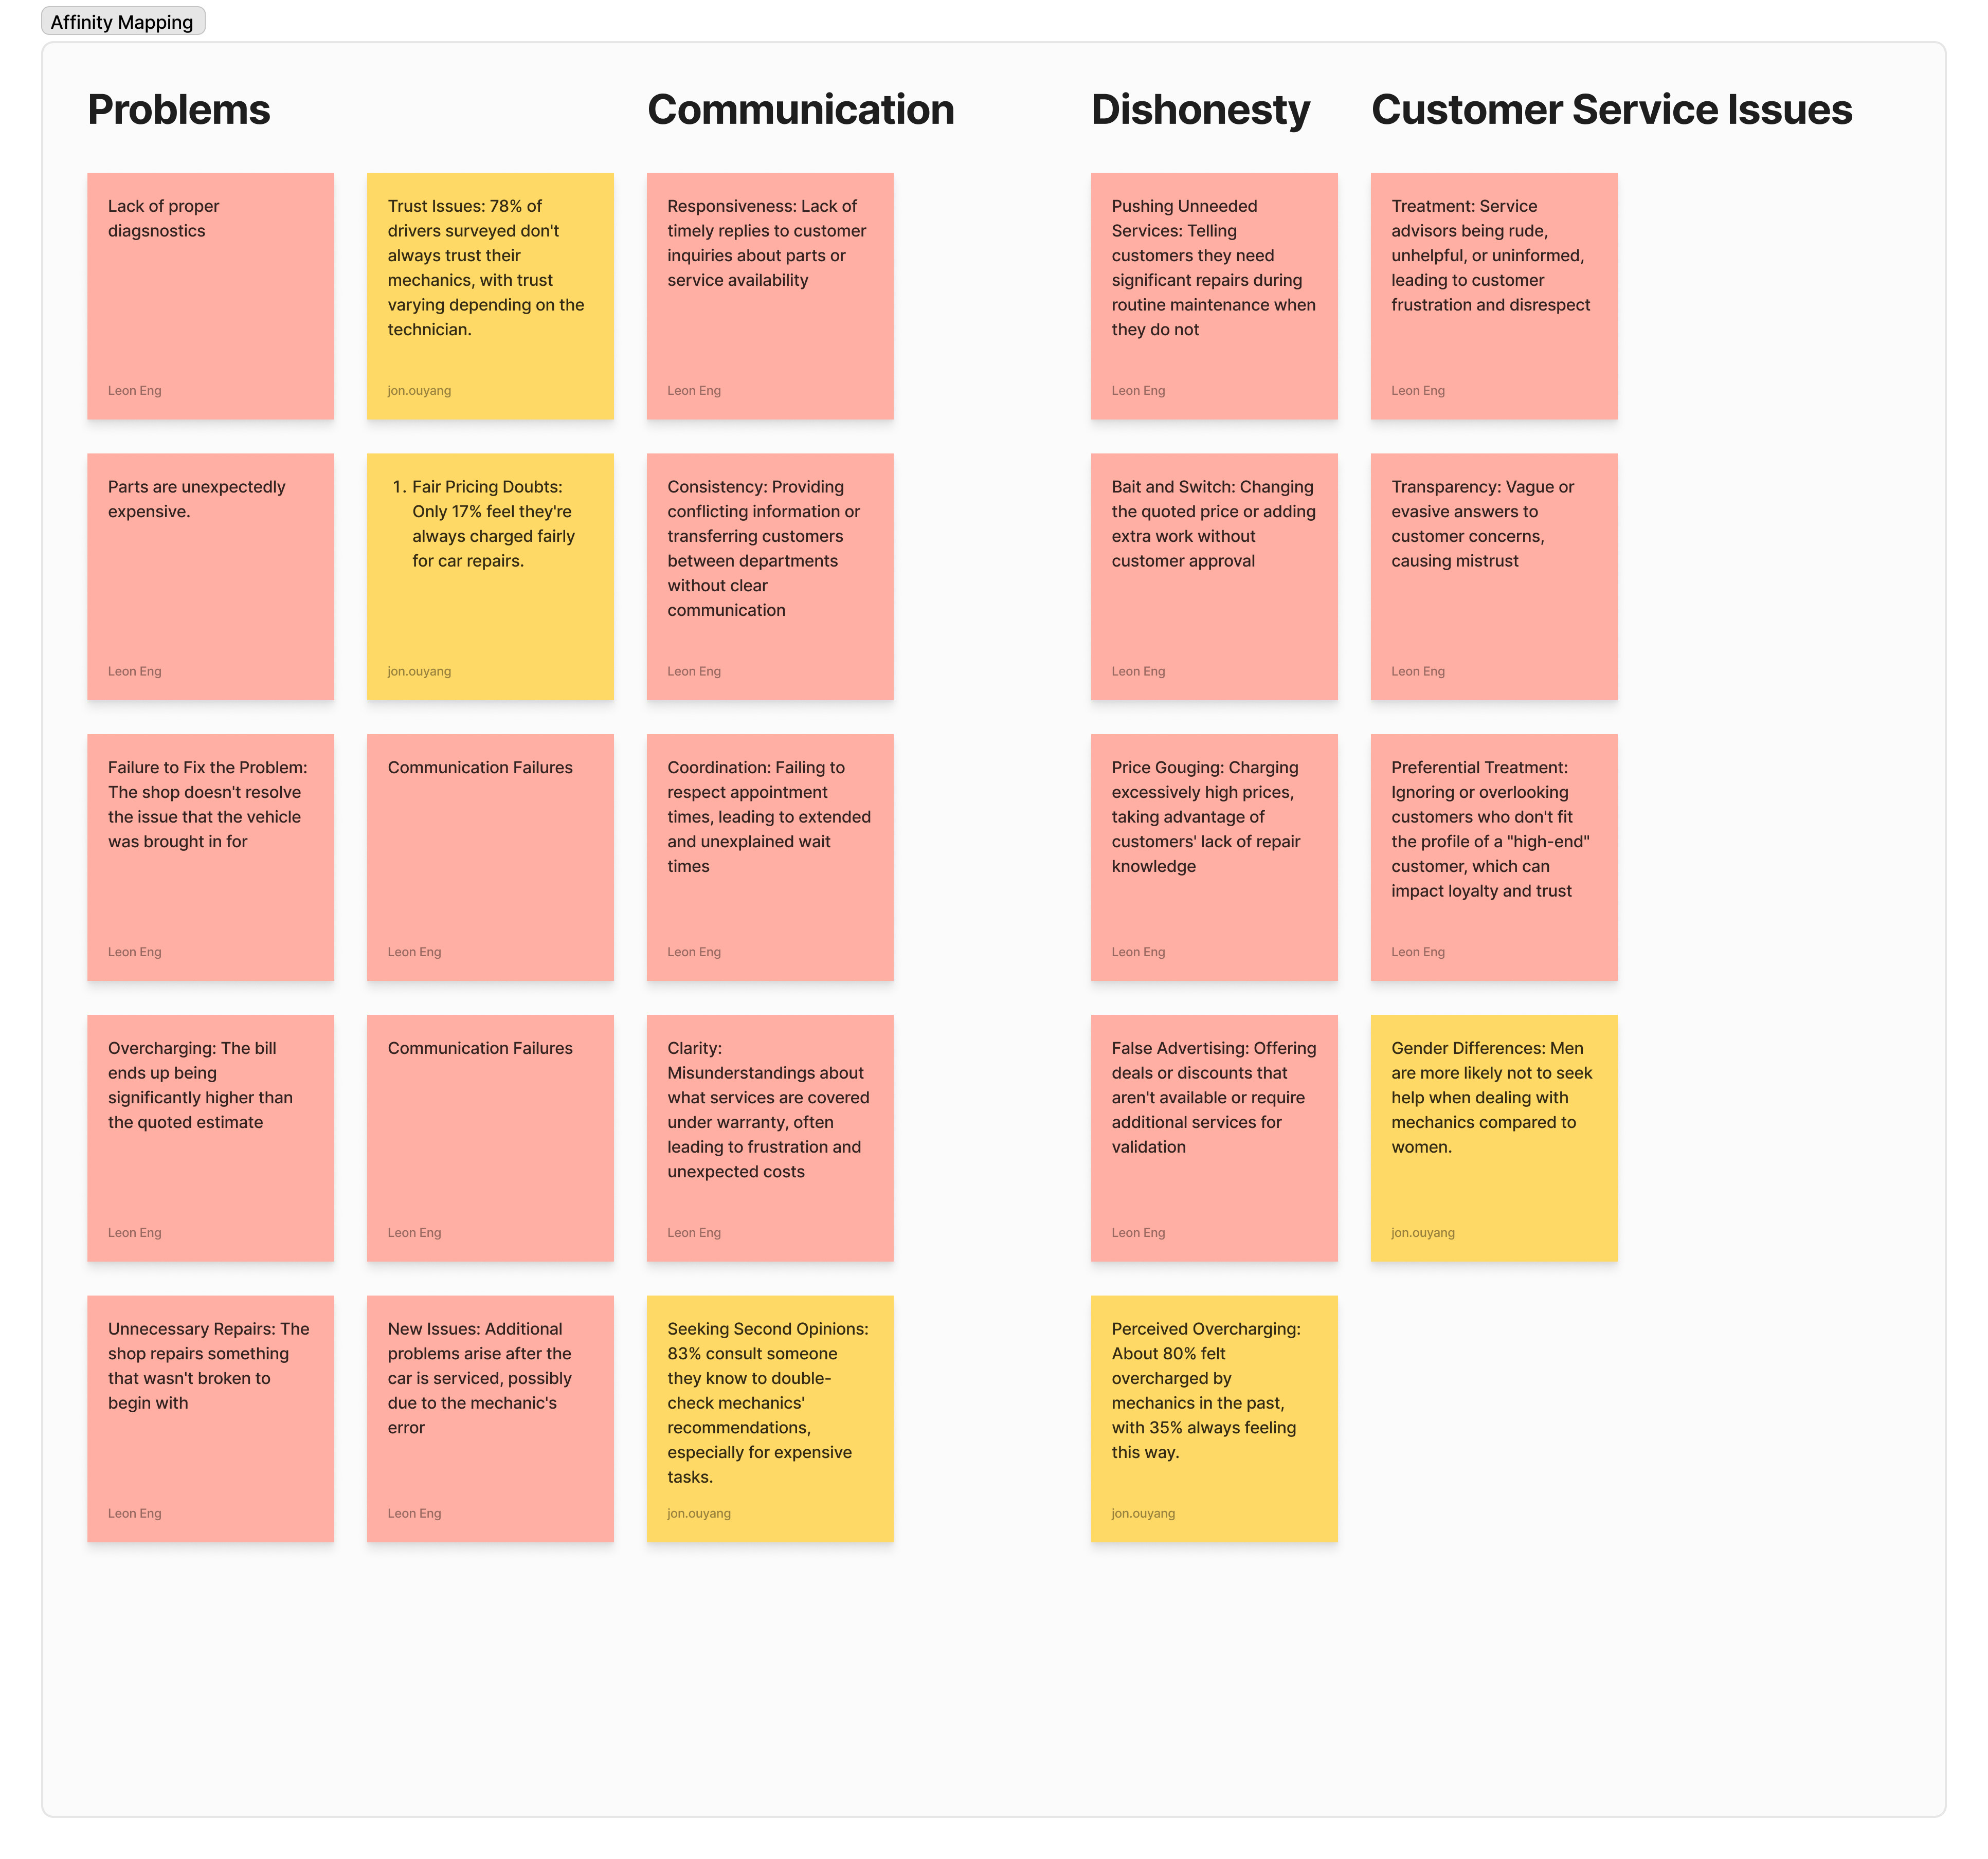 Affinity Mapping
Problems
Lack of proper
diagsnostics
Leon Eng
Trust Issues: 78% of
drivers surveyed don't
always trust their
mechanics, with trust
varying depending on the
technician.
jon.ouyang
Parts are unexpectedly
expensive.
Leon Eng
1. Fair Pricing Doubts:
Only 17% feel they're
always charged fairly
for car repairs.
jon.ouyang
Failure to Fix the Problem:
The shop doesn't resolve
the issue that the vehicle
was brought in for
Leon Eng
Communication Failures
Leon Eng
Overcharging: The bill
ends up being
significantly higher than
the quoted estimate
Leon Eng
Communication Failures
Leon Eng
Unnecessary Repairs: The
shop repairs something
that wasn't broken to
begin with
Leon Eng
New Issues: Additional
problems arise after the
car is serviced, possibly
due to the mechanic's
error
Leon Eng
Communication
Responsiveness: Lack of
timely replies to customer
inquiries about parts or
service availability
Leon Eng
Consistency: Providing
conflicting information or
transferring customers
between departments
without clear
communication
Leon Eng
Coordination: Failing to
respect appointment
times, leading to extended
and unexplained wait
times
Leon Eng
Clarity:
Misunderstandings about
what services are covered
under warranty, often
leading to frustration and
unexpected costs
Leon Eng
Seeking Second Opinions:
83% consult someone
they know to double-
check mechanics'
recommendations,
especially for expensive
tasks.
jon.ouyang
Dishonesty
Pushing Unneeded
Services: Telling
customers they need
significant repairs during
routine maintenance when
they do not
Leon Eng
Bait and Switch: Changing
the quoted price or adding
extra work without
customer approval
Leon Eng
Price Gouging: Charging
excessively high prices,
taking advantage of
customers' lack of repair
knowledge
Leon Eng
False Advertising: Offering
deals or discounts that
aren't available or require
additional services for
validation
Leon Eng
Perceived Overcharging:
About 80% felt
overcharged by
mechanics in the past,
with 35% always feeling
this way.
jon.ouyang
Customer Service Issues
Treatment: Service
advisors being rude,
unhelpful, or uninformed,
leading to customer
frustration and disrespect
Leon Eng
Transparency: Vague or
evasive answers to
customer concerns,
causing mistrust
Leon Eng
Preferential Treatment:
Ignoring or overlooking
customers who don't fit
the profile of a "high-end"
customer, which can
impact loyalty and trust
Leon Eng
Gender Differences: Men
are more likely not to seek
help when dealing with
mechanics compared to
women.
jon.ouyang